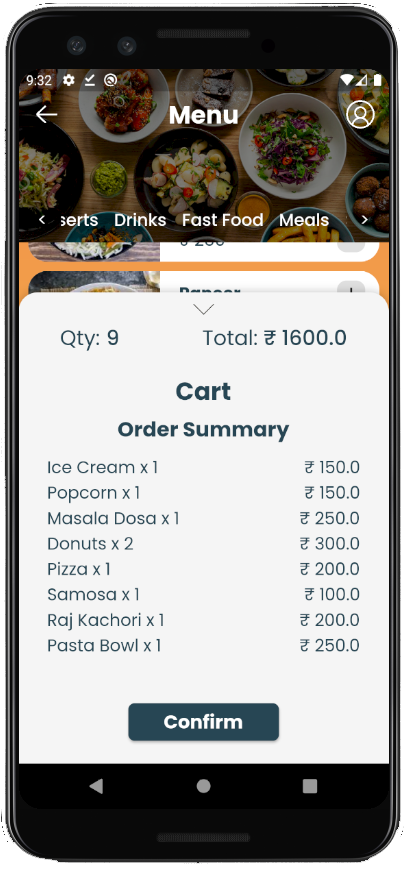 9:32
Menu
serts Drinks Fast Food Meals
Qty: 9 Total: ₹ 1600.0
Cart
Order Summary
Ice Cream x 1 ₹ 150.0
Popcorn x 1 ₹ 150.0
Masala Dosa x 1 ₹ 250.0
Donuts x 2 ₹ 300.0
Pizza x 1 ₹ 200.0
Samosa x 1 ₹ 100.0
Raj Kachori x 1 ₹ 200.0
Pasta Bowl x 1 ₹ 250.0
Confirm